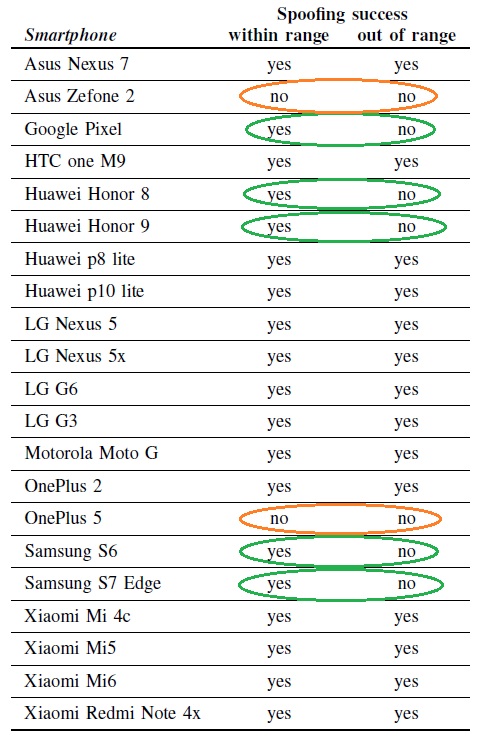 Spoofing success
Smartphone within range out of range
Asus Nexus 7 yes yes
Asus Zefone 2 no no
Google Pixel yes no
HTC one M9 yes yes
Huawei Honor 8 yes no
Huawei Honor 9 yes no
Huawei p8 lite yes yes
Huawei p10 lite yes yes
LG Nexus 5 yes yes
LG Nexus 5x yes yes
LG G6 yes yes
LG G3 yes yes
Motorola Moto G yes yes
OnePlus 2 yes yes
OnePlus 5 no no
Samsung S6 yes no
Samsung S7 Edge yes no
Xiaomi Mi 4c yes yes
Xiaomi Mi5 yes yes
Xiaomi Mi6 yes yes
Xiaomi Redmi Note 4x yes yes